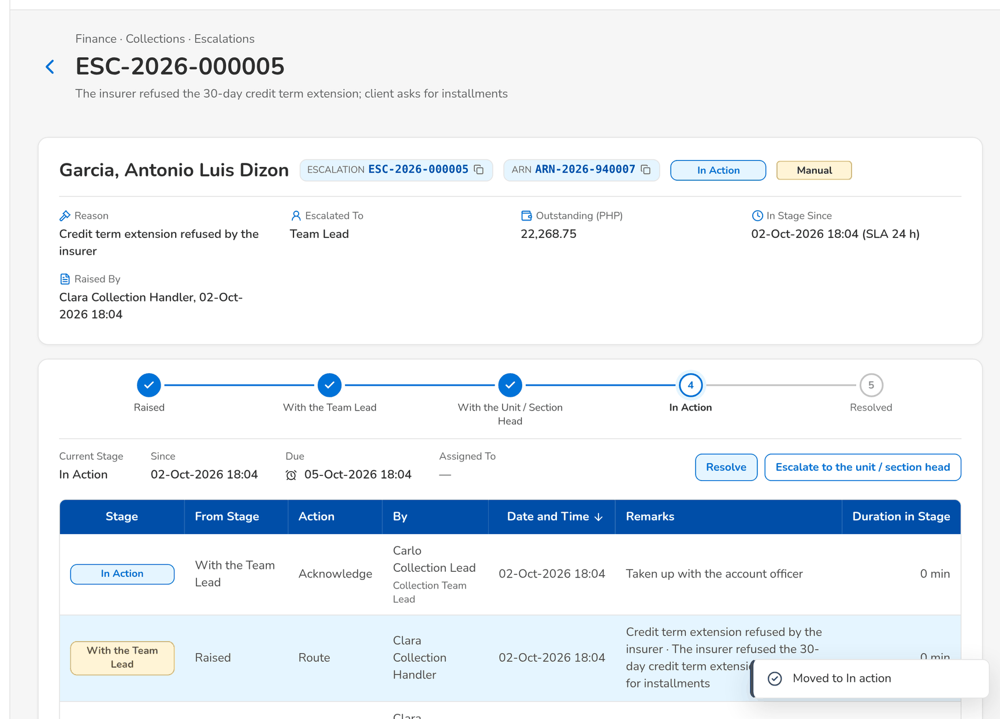 Finance · Collections · Escalations
ESC-2026-000005
The insurer refused the 30-day credit term extension; client asks for installments
Garcia, Antonio Luis Dizon
ESCALATION ESC-2026-000005
ARN ARN-2026-940007
In Action
Manual
Reason
Credit term extension refused by the
insurer
Escalated To
Team Lead
Outstanding (PHP)
22,268.75
In Stage Since
02-Oct-2026 18:04 (SLA 24 h)
Raised By
Clara Collection Handler, 02-Oct-
2026 18:04
Raised
With the Team Lead
With the Unit / Section
Head
4
In Action
5
Resolved
Current Stage
In Action
Since
02-Oct-2026 18:04
Due
05-Oct-2026 18:04
Assigned To
—
Resolve
Escalate to the unit / section head
Stage
From Stage
Action
By
Date and Time
Remarks
Duration in Stage
In Action
With the Team
Lead
Acknowledge
Carlo
Collection Lead
Collection Team
Lead
02-Oct-2026 18:04
Taken up with the account officer
0 min
With the Team
Lead
Raised
Route
Clara
Collection
Handler
02-Oct-2026 18:04
Credit term extension refused by the
insurer · The insurer refused the 30-
day credit term
for installments
0 min
Moved to In action
Clara